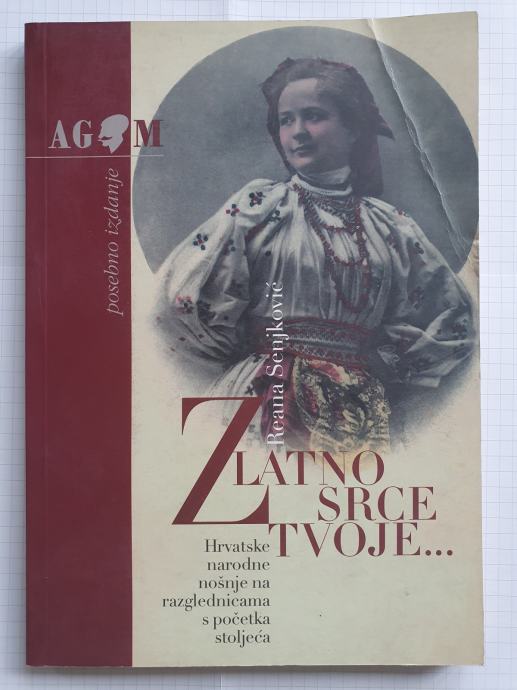 AGM
posebno izdanje
Reana Senjković
ZLATNO
SRCE
TVOJE...
Hrvatske
narodne
nošnje na
razglednicama
s početka
stoljeća